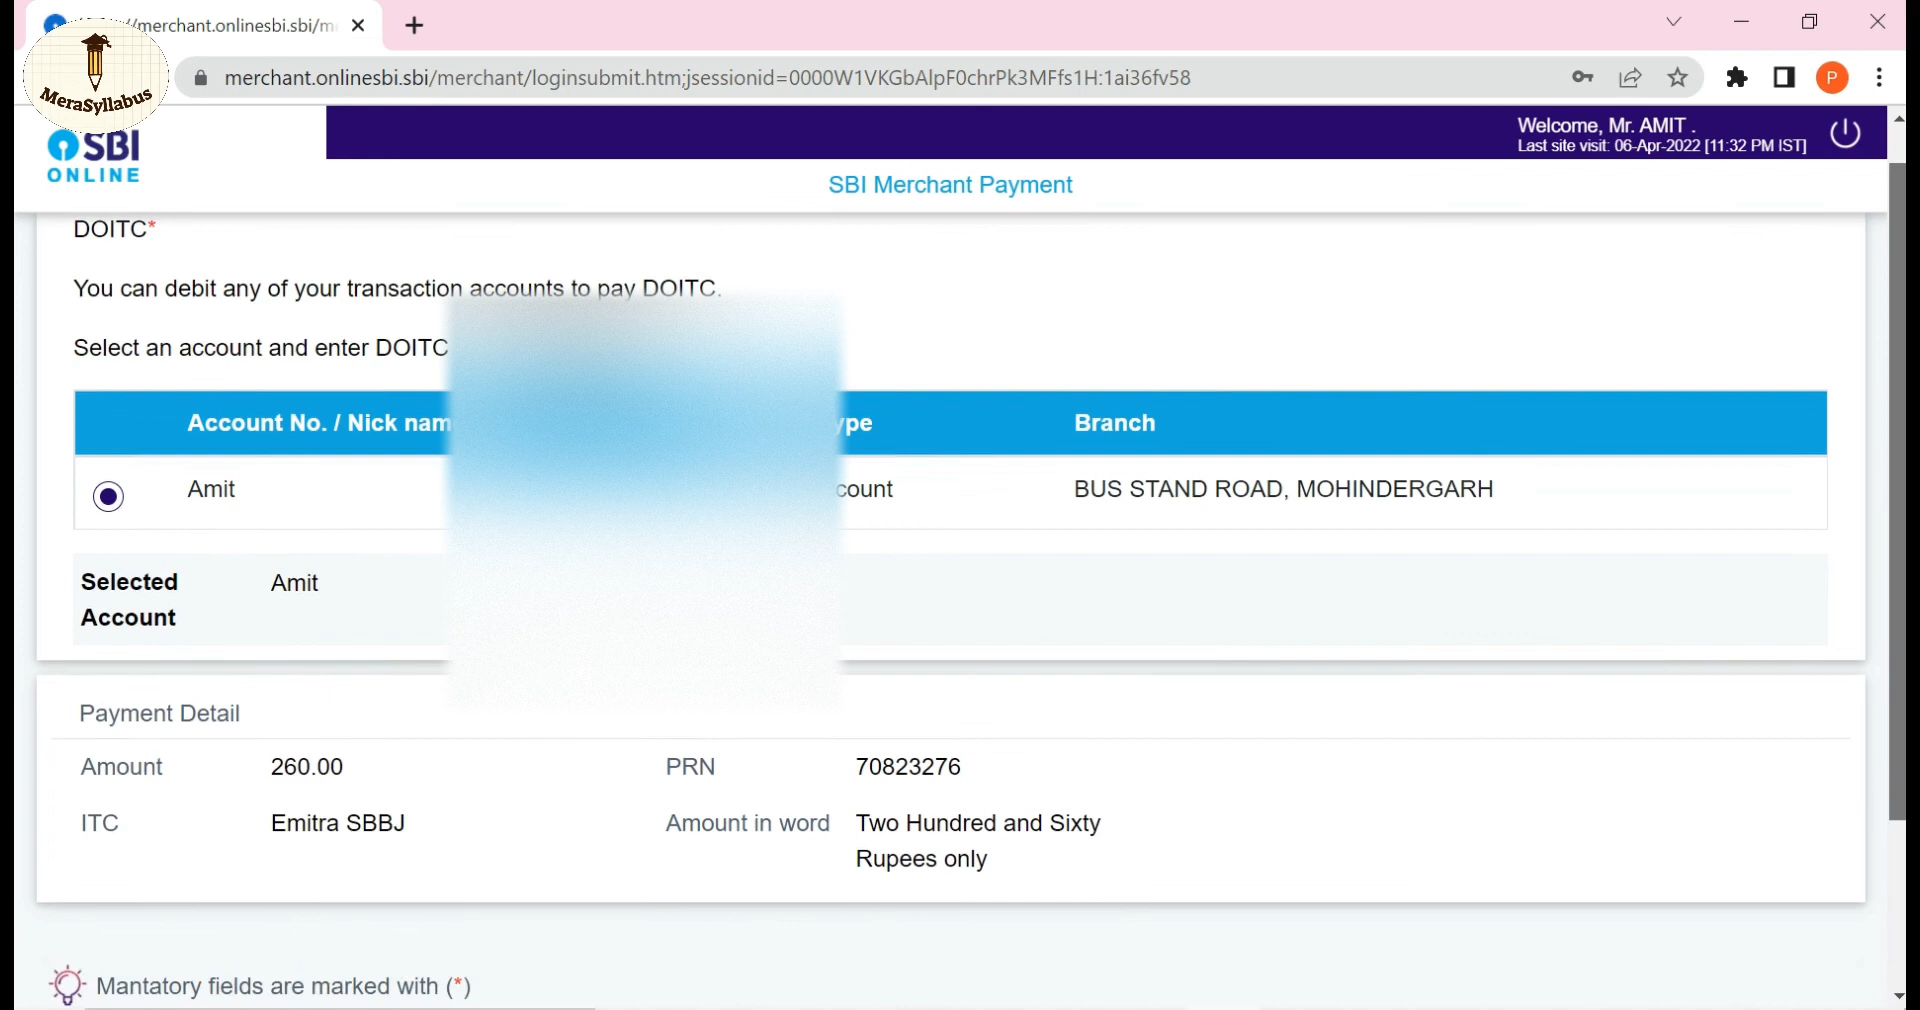 merchant.onlinesbi.sbi/m
merchant.onlinesbi.sbi/merchant/loginsubmit.htm;jsessionid=0000W1VKGbAlpF0chrPk3MFfs1H:1ai36fv58
P
MeraSyllabus
SBI
ONLINE
Welcome, Mr. AMIT .
Last site visit: 06-Apr-2022 [11:32 PM IST]
SBI Merchant Payment
DOITC*
You can debit any of your transaction accounts to pay DOITC.
Select an account and enter DOITC
Account No. / Nick nam ype Branch
Amit count BUS STAND ROAD, MOHINDERGARH
Selected Account Amit
Payment Detail
Amount 260.00 PRN 70823276
ITC Emitra SBBJ Amount in word Two Hundred and Sixty
Rupees only
Mantatory fields are marked with (*)